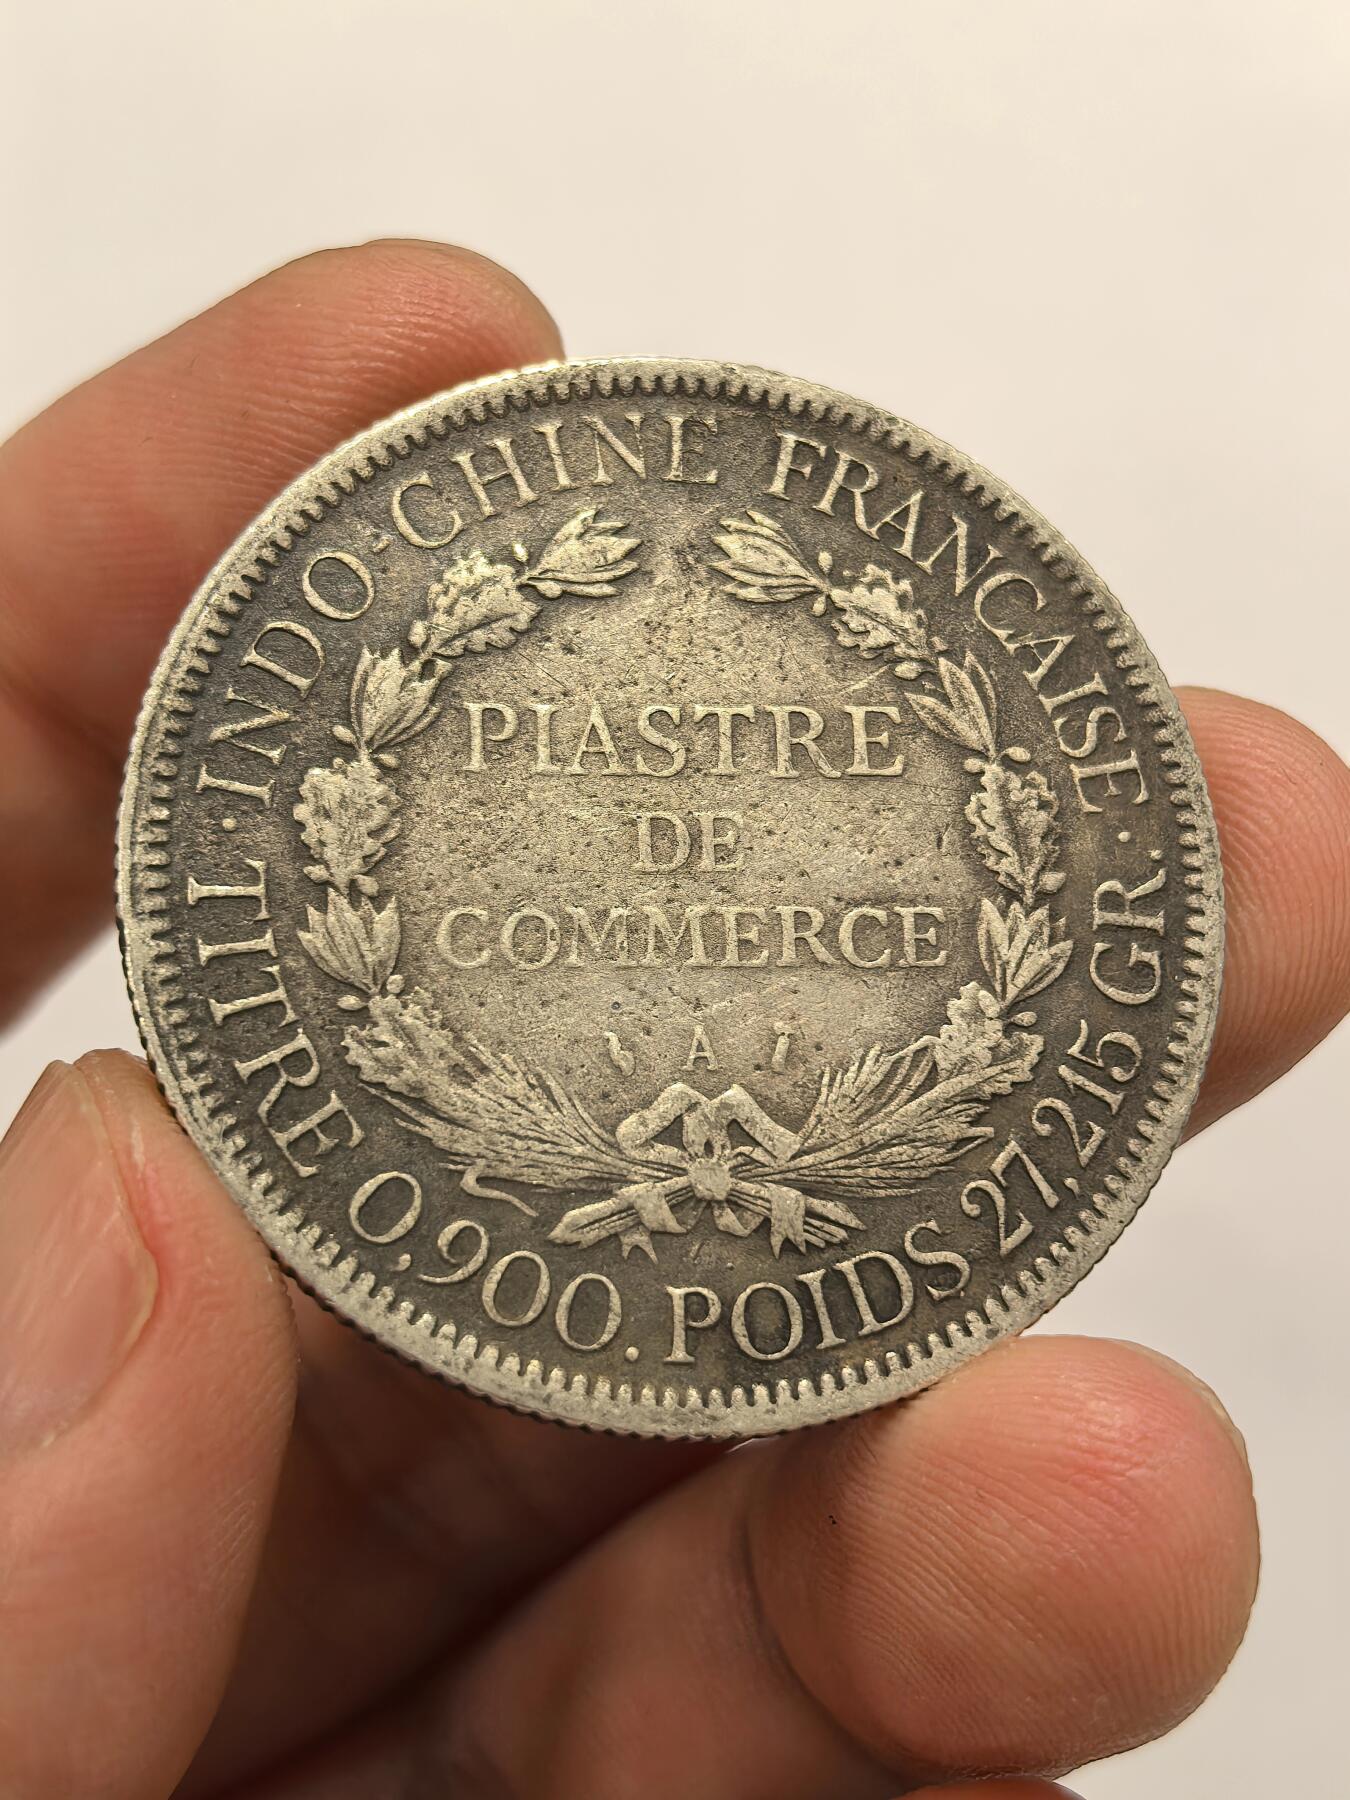 INDO-CHINE FRANCAISE · TITRE 0,900. POIDS 27,215 GR. ·
PIASTRE
DE
COMMERCE
A